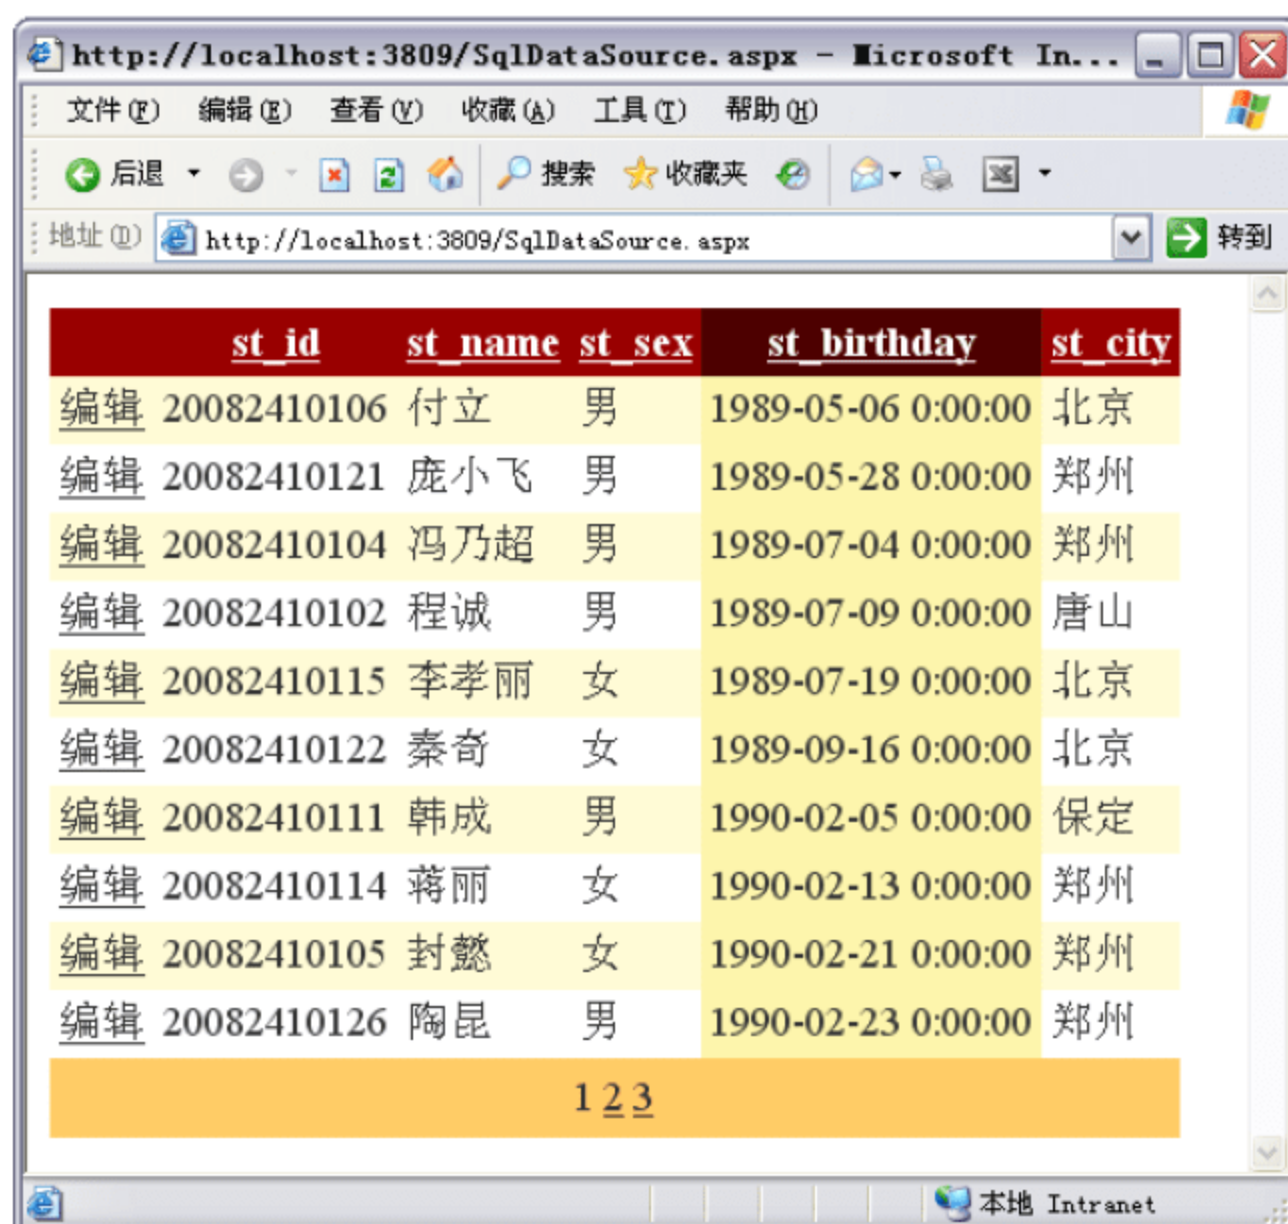 http://localhost:3809/SqlDataSource.aspx - Microsoft In...
文件(F) 编辑(E) 查看(V) 收藏(A) 工具(T) 帮助(H)
后退 搜索 收藏夹
地址(D) http://localhost:3809/SqlDataSource.aspx 转到
st_id st_name st_sex st_birthday st_city
编辑 20082410106 付立 男 1989-05-06 0:00:00 北京
编辑 20082410121 庞小飞 男 1989-05-28 0:00:00 郑州
编辑 20082410104 冯乃超 男 1989-07-04 0:00:00 郑州
编辑 20082410102 程诚 男 1989-07-09 0:00:00 唐山
编辑 20082410115 李孝丽 女 1989-07-19 0:00:00 北京
编辑 20082410122 秦奇 女 1989-09-16 0:00:00 北京
编辑 20082410111 韩成 男 1990-02-05 0:00:00 保定
编辑 20082410114 蒋丽 女 1990-02-13 0:00:00 郑州
编辑 20082410105 封懿 女 1990-02-21 0:00:00 郑州
编辑 20082410126 陶昆 男 1990-02-23 0:00:00 郑州
1 2 3
本地 Intranet